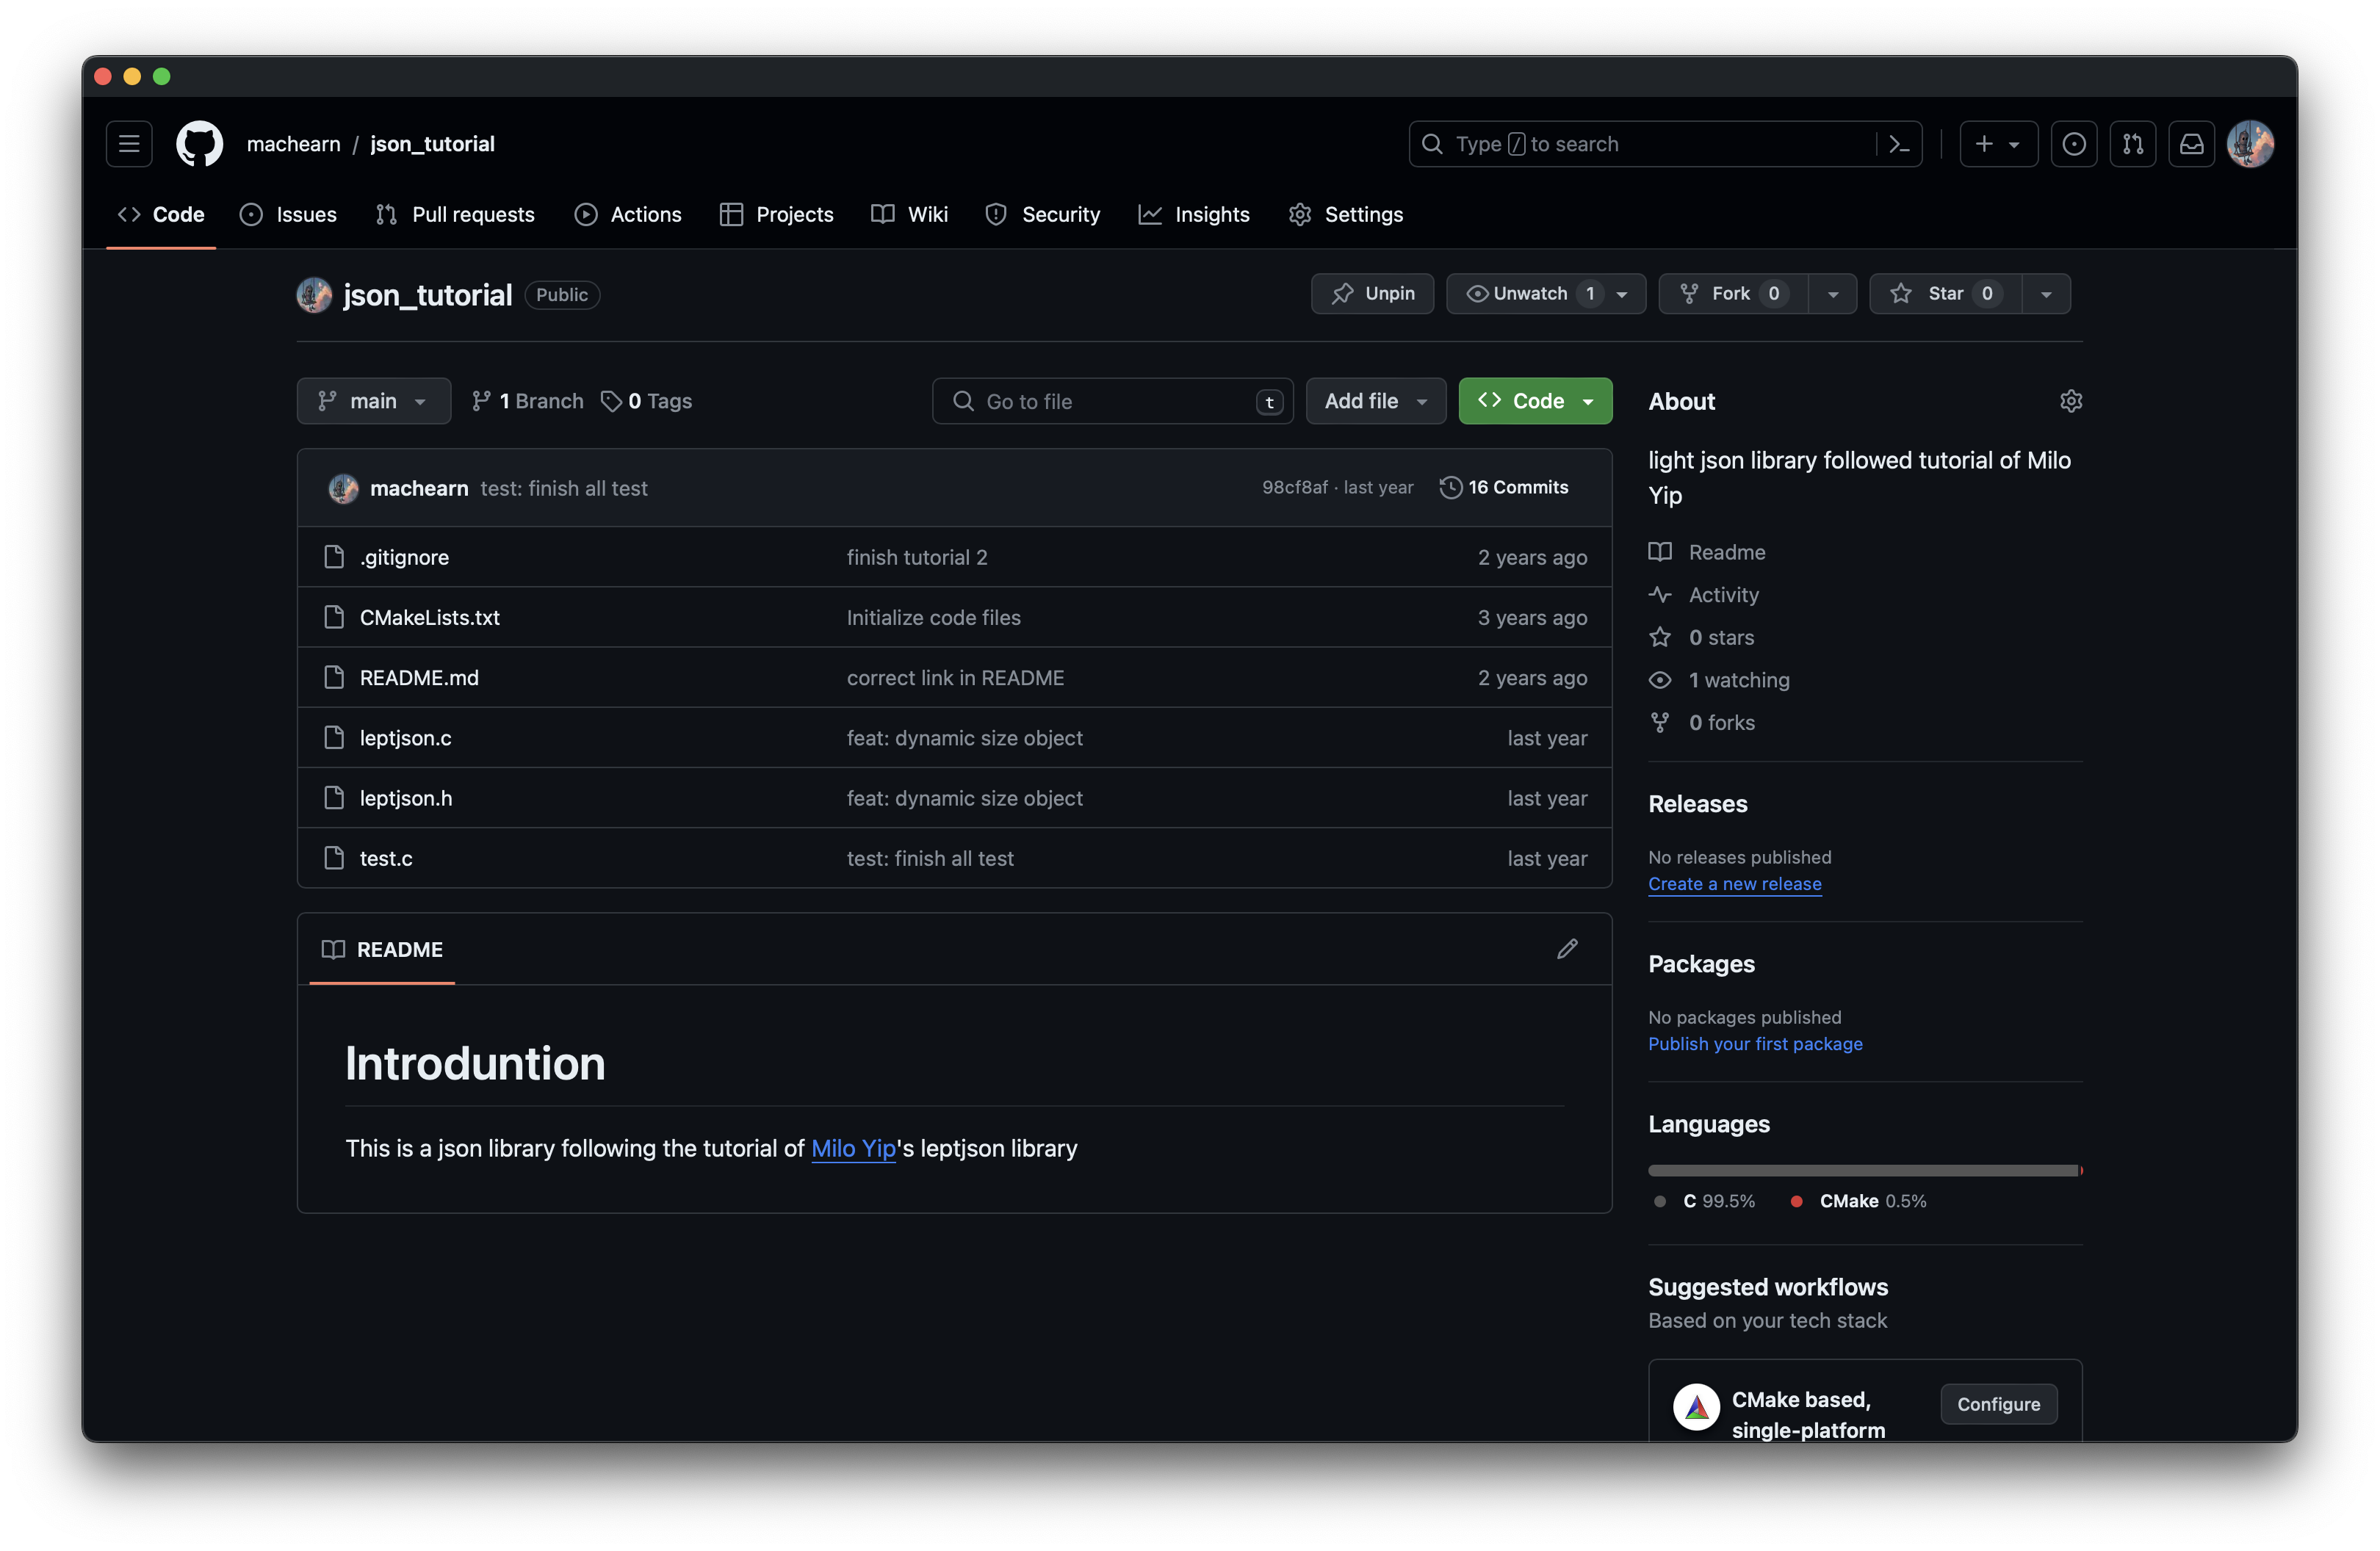 machearn / json_tutorial
Type / to search
Code Issues Pull requests Actions Projects Wiki Security Insights Settings
json_tutorial Public
Unpin Unwatch 1 Fork 0 Star 0
main 1 Branch 0 Tags
Go to file t Add file Code
machearn test: finish all test 98cf8af · last year 16 Commits
.gitignore finish tutorial 2 2 years ago
CMakeLists.txt Initialize code files 3 years ago
README.md correct link in README 2 years ago
leptjson.c feat: dynamic size object last year
leptjson.h feat: dynamic size object last year
test.c test: finish all test last year
README
Introduntion
This is a json library following the tutorial of Milo Yip's leptjson library
About
light json library followed tutorial of Milo
Yip
Readme
Activity
0 stars
1 watching
0 forks
Releases
No releases published
Create a new release
Packages
No packages published
Publish your first package
Languages
C 99.5% CMake 0.5%
Suggested workflows
Based on your tech stack
CMake based, Configure
single-platform